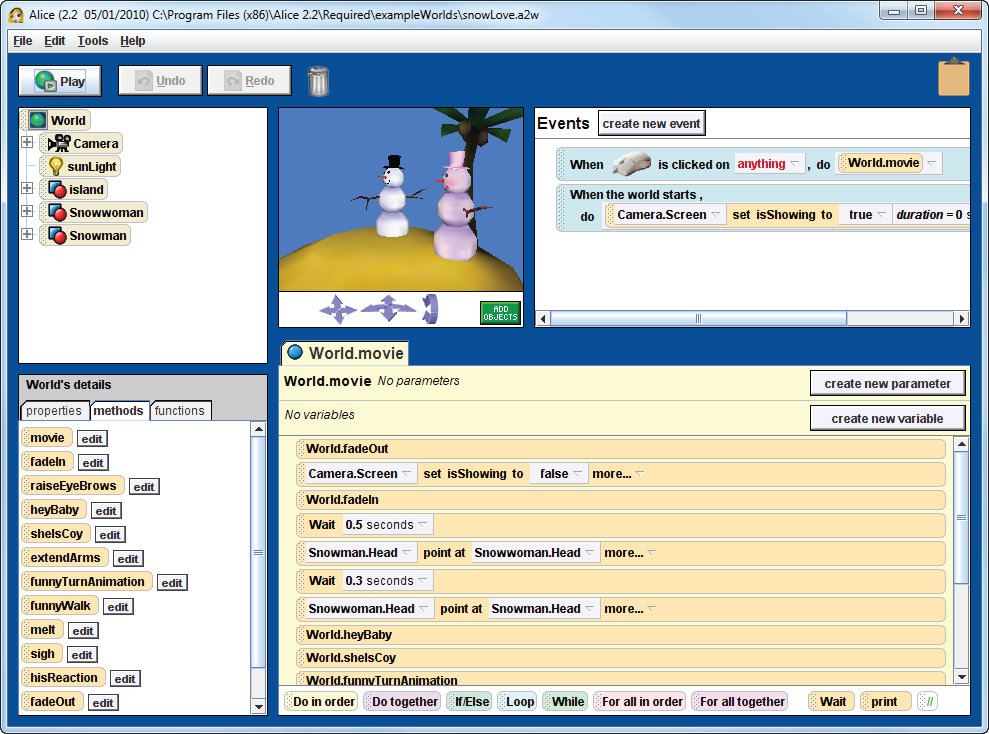 Alice (2.2 05/01/2010) C:\Program Files (x86)\Alice 2.2\Required\exampleWorlds\snowLove.a2w
File Edit Tools Help
Play Undo Redo
World
Camera
sunLight
island
Snowwoman
Snowman
ADD
OBJECTS
Events create new event
When is clicked on anything , do World.movie
When the world starts ,
do Camera.Screen set isShowing to true duration = 0 s
World's details
properties methods functions
movie edit
fadeIn edit
raiseEyeBrows edit
heyBaby edit
sheIsCoy edit
extendArms edit
funnyTurnAnimation edit
funnyWalk edit
melt edit
sigh edit
hisReaction edit
fadeOut edit
World.movie
World.movie No parameters create new parameter
No variables create new variable
World.fadeOut
Camera.Screen set isShowing to false more...
World.fadeIn
Wait 0.5 seconds
Snowman.Head point at Snowwoman.Head more...
Wait 0.3 seconds
Snowwoman.Head point at Snowman.Head more...
World.heyBaby
World.sheIsCoy
World.funnyTurnAnimation
Do in order Do together If/Else Loop While For all in order For all together Wait print //